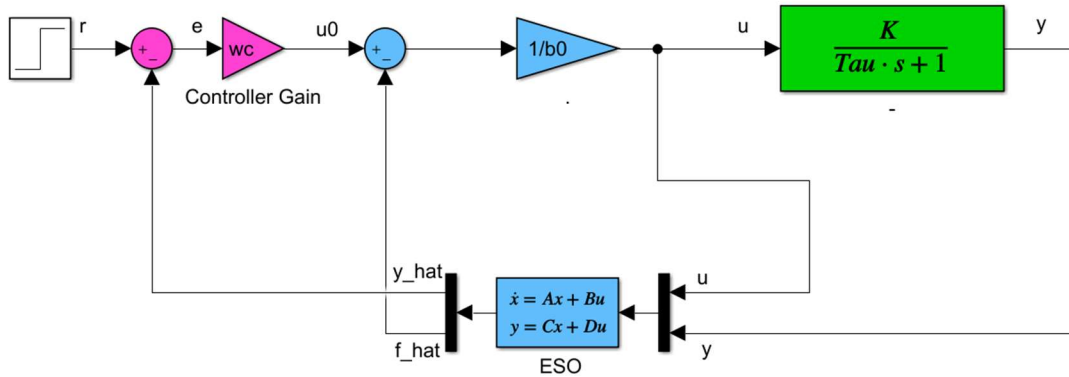 r
+
−
e
wc
Controller Gain
u0
+
−
1/b0
.
u
K
Tau · s + 1
-
y
y_hat
f_hat
ẋ = Ax + Bu
y = Cx + Du
ESO
u
y